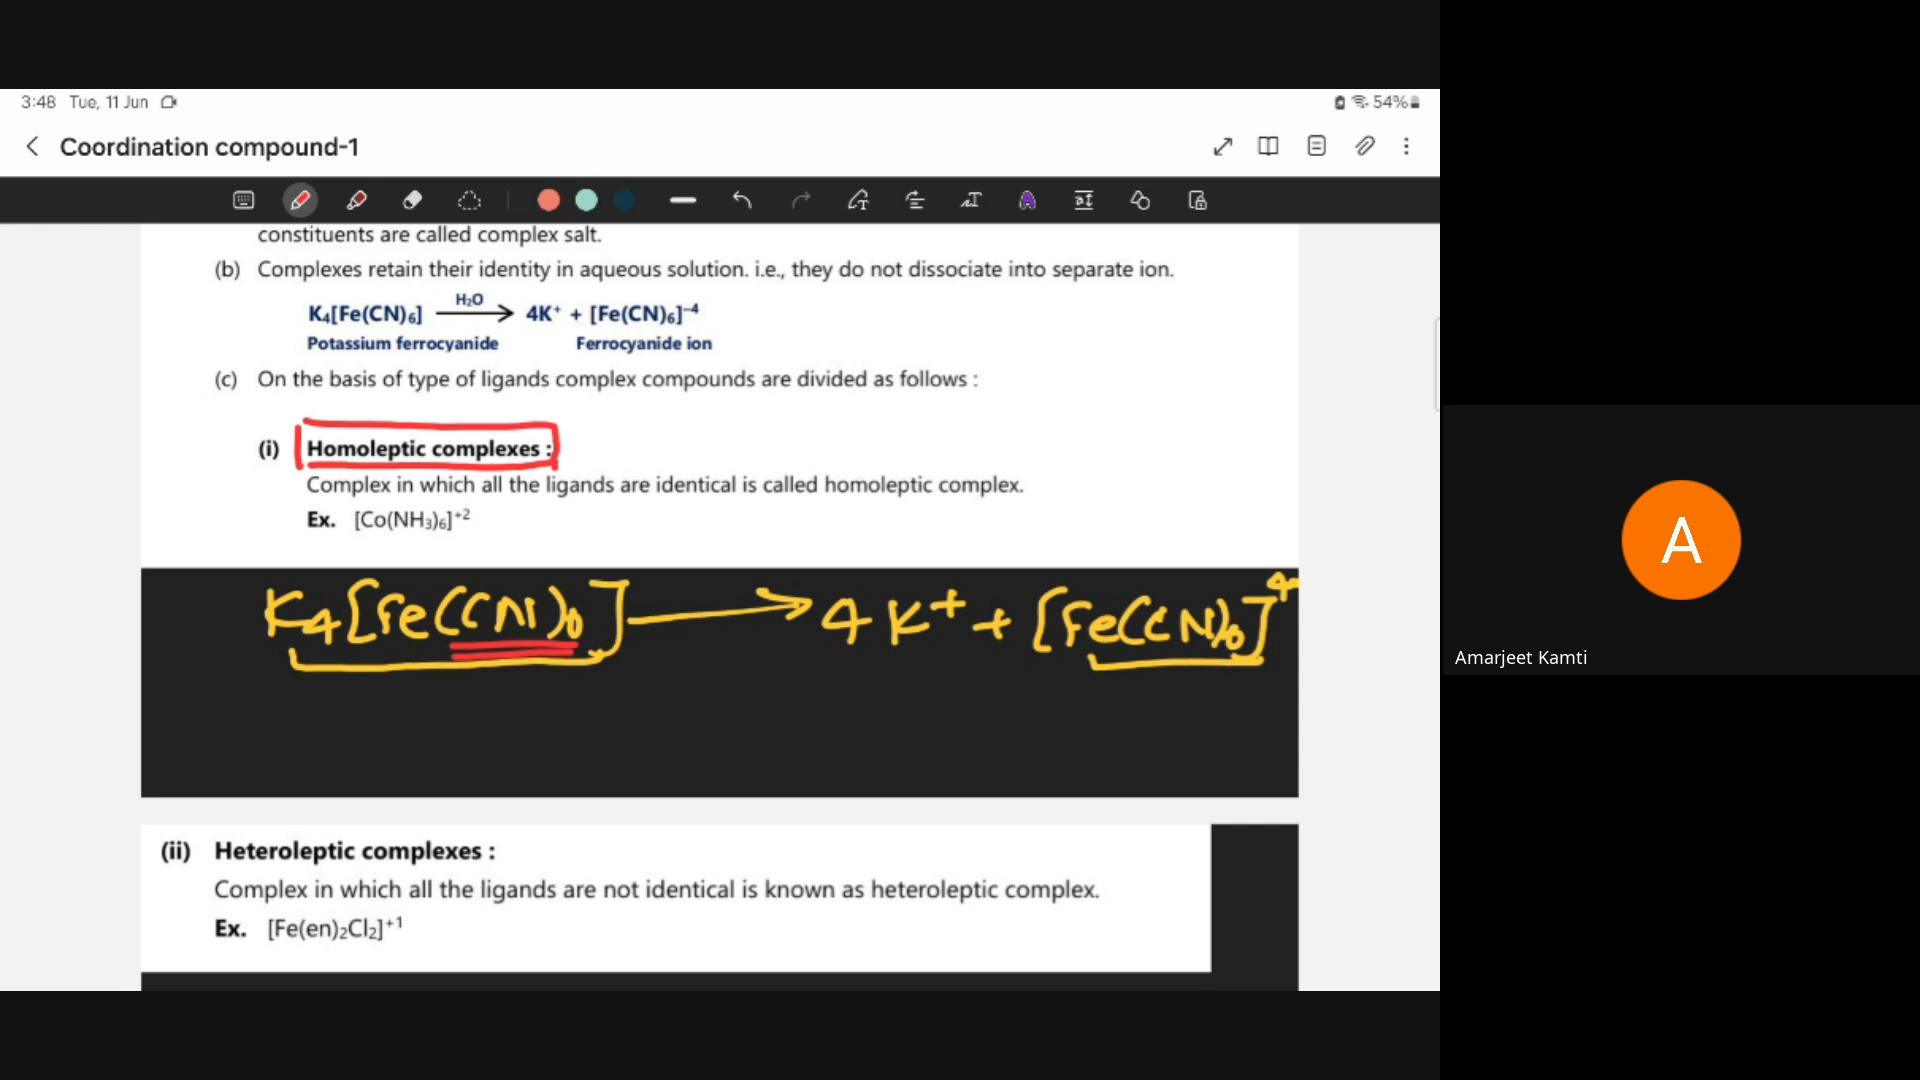 3:48 Tue, 11 Jun
54%
Coordination compound-1
constituents are called complex salt.
(b) Complexes retain their identity in aqueous solution. i.e., they do not dissociate into separate ion.
K₄[Fe(CN)₆] H₂O→ 4K⁺ + [Fe(CN)₆]⁻⁴
Potassium ferrocyanide Ferrocyanide ion
(c) On the basis of type of ligands complex compounds are divided as follows :
(i) Homoleptic complexes :
Complex in which all the ligands are identical is called homoleptic complex.
Ex. [Co(NH₃)₆]⁺²
K₄[Fe(CN)₆] → 4K⁺ + [Fe(CN)₆]
(ii) Heteroleptic complexes :
Complex in which all the ligands are not identical is known as heteroleptic complex.
Ex. [Fe(en)₂Cl₂]⁺¹
A
Amarjeet Kamti